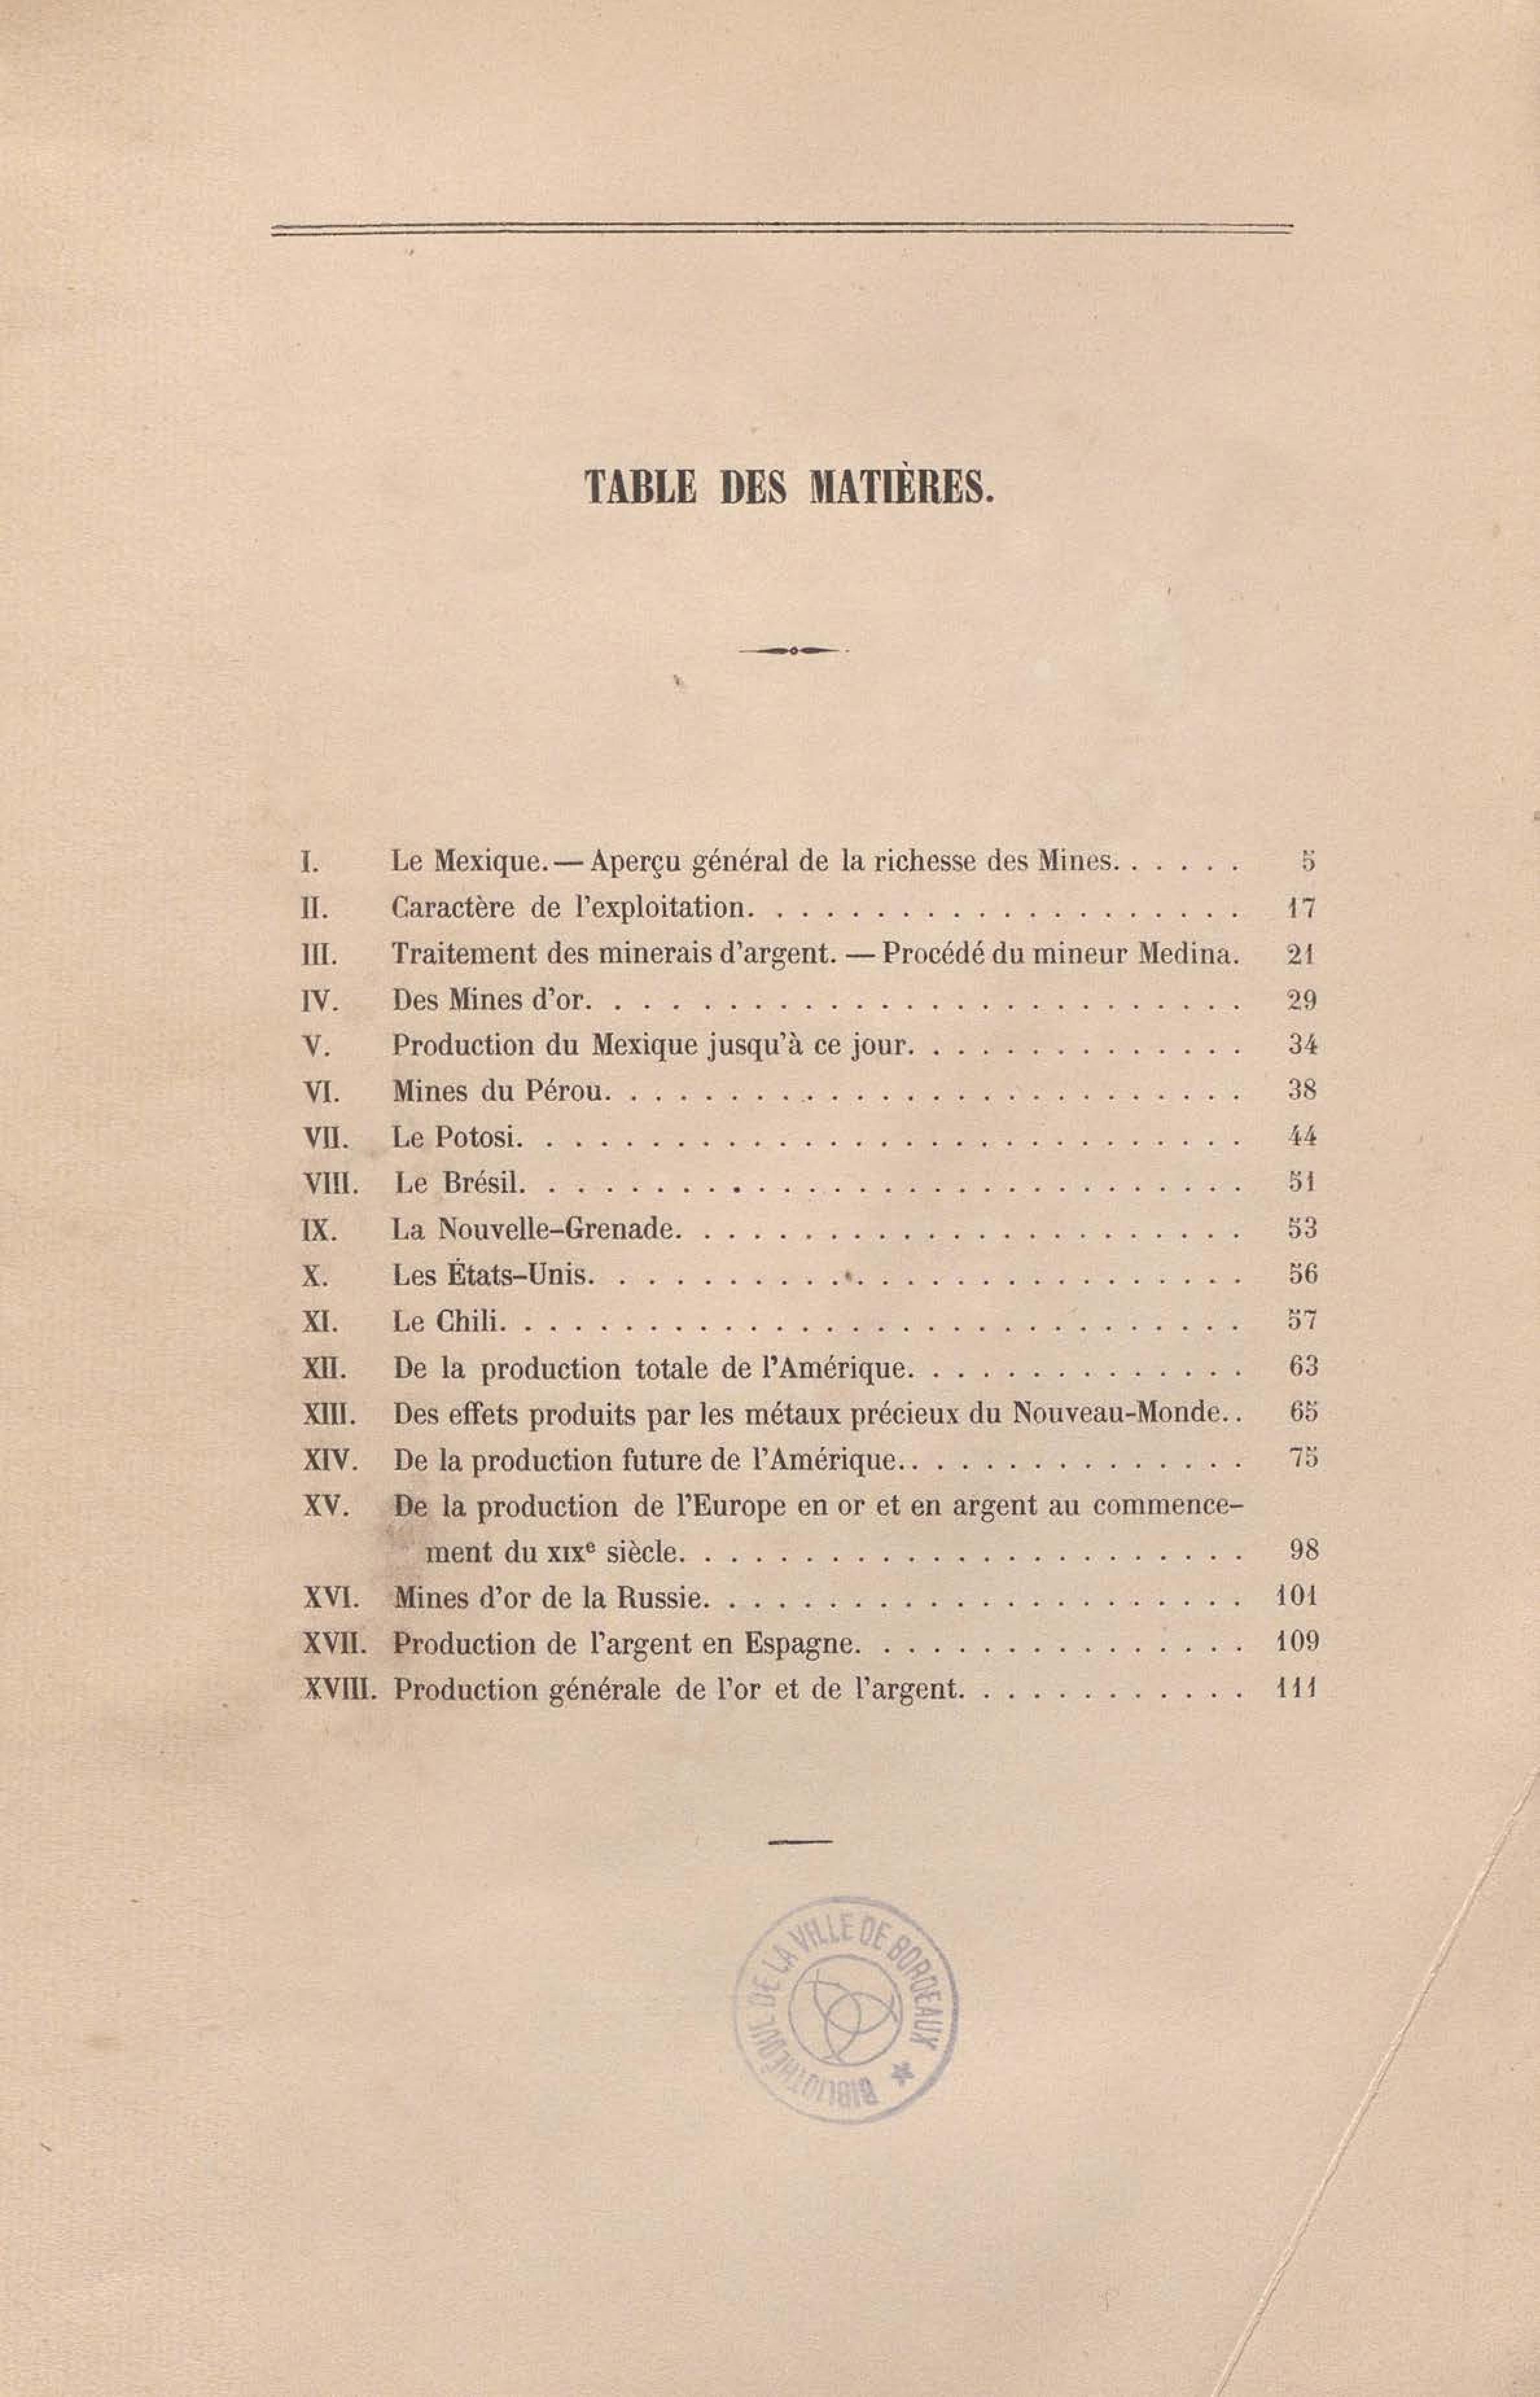 TABLE DES MATIÈRES.
I. Le Mexique. — Aperçu général de la richesse des Mines. . . . . . 5
II. Caractère de l'exploitation. . . . . . . . . . . . . . . . . . . . 17
III. Traitement des minerais d'argent. — Procédé du mineur Medina. 21
IV. Des Mines d'or. . . . . . . . . . . . . . . . . . . . . . . . . . 29
V. Production du Mexique jusqu'à ce jour. . . . . . . . . . . . . . 34
VI. Mines du Pérou. . . . . . . . . . . . . . . . . . . . . . . . . . 38
VII. Le Potosi. . . . . . . . . . . . . . . . . . . . . . . . . . . . . 44
VIII. Le Brésil. . . . . . . . . . . . . . . . . . . . . . . . . . . . . 51
IX. La Nouvelle-Grenade. . . . . . . . . . . . . . . . . . . . . . . 53
X. Les États-Unis. . . . . . . . . . . . . . . . . . . . . . . . . . 56
XI. Le Chili. . . . . . . . . . . . . . . . . . . . . . . . . . . . . . 57
XII. De la production totale de l'Amérique. . . . . . . . . . . . . . 63
XIII. Des effets produits par les métaux précieux du Nouveau-Monde. . 65
XIV. De la production future de l'Amérique. . . . . . . . . . . . . . . 75
XV. De la production de l'Europe en or et en argent au commence-
ment du XIXe siècle. . . . . . . . . . . . . . . . . . . . . . . 98
XVI. Mines d'or de la Russie. . . . . . . . . . . . . . . . . . . . . . 101
XVII. Production de l'argent en Espagne. . . . . . . . . . . . . . . . 109
XVIII. Production générale de l'or et de l'argent. . . . . . . . . . . . 111
BIBLIOTHÈQUE DE LA VILLE DE BORDEAUX *